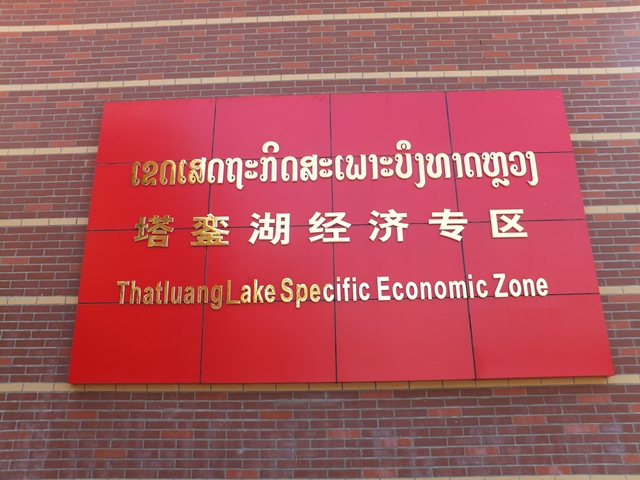 ເຂດເສດຖະກິດສະເພາະບຶງທາດຫຼວງ
塔銮湖经济专区
Thatluang Lake Specific Economic Zone